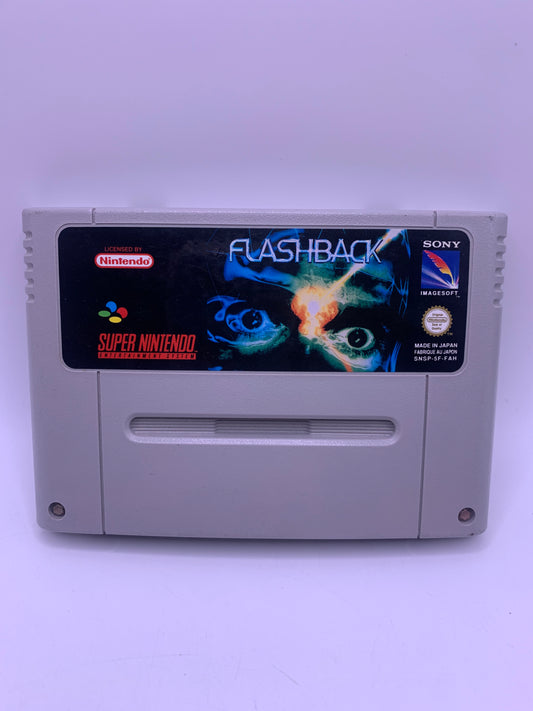 LICENSED BY
Nintendo
FLASHBACK
SONY
IMAGESOFT
SUPER NINTENDO
ENTERTAINMENT SYSTEM
MADE IN JAPAN
FABRIQUE AU JAPON
SNSP-5F-FAH